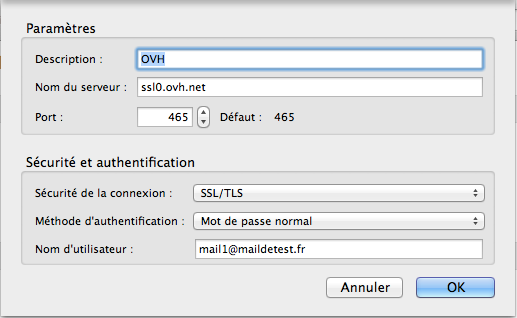 Paramètres
Description : OVH
Nom du serveur : ssl0.ovh.net
Port : 465 Défaut : 465
Sécurité et authentification
Sécurité de la connexion : SSL/TLS
Méthode d'authentification : Mot de passe normal
Nom d'utilisateur : mail1@maildetest.fr
Annuler OK